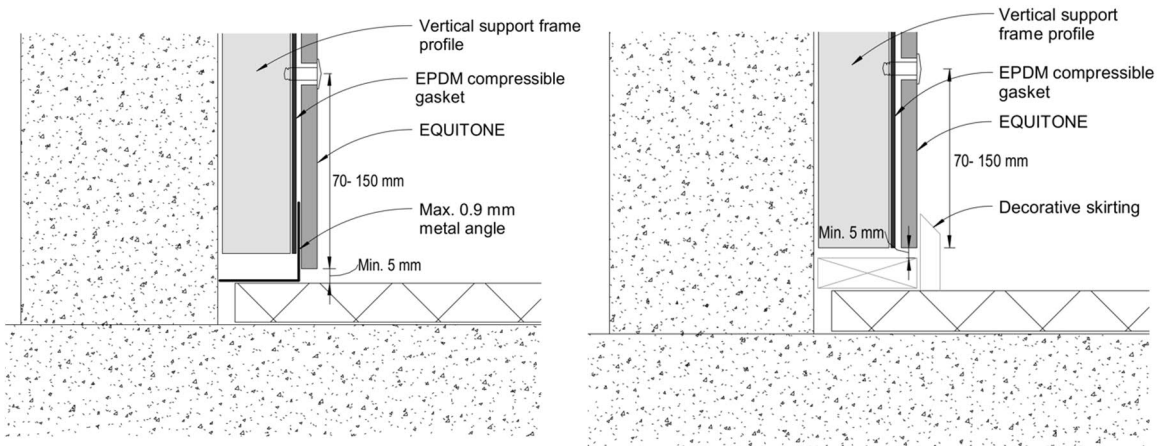 Vertical support frame
profile
EPDM compressible
gasket
EQUITONE
70- 150 mm
Max. 0.9 mm
metal angle
Min. 5 mm
Vertical support
frame profile
EPDM compressible
gasket
EQUITONE
70- 150 mm
Decorative skirting
Min. 5 mm